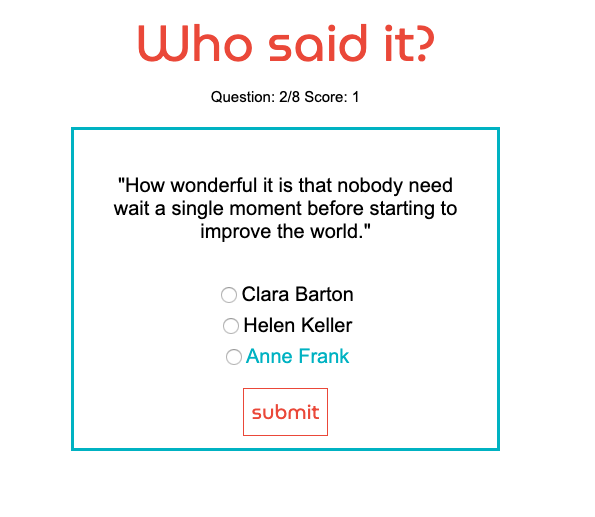 Who said it?
Question: 2/8 Score: 1
"How wonderful it is that nobody need
wait a single moment before starting to
improve the world."
Clara Barton
Helen Keller
Anne Frank
submit